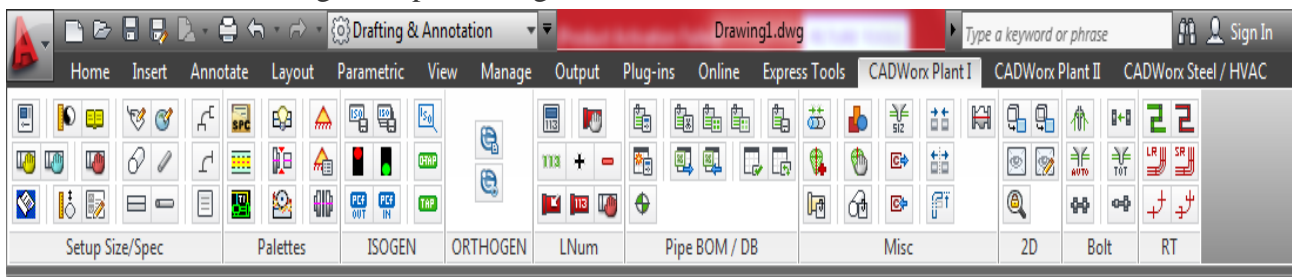 Drafting & Annotation Drawing1.dwg Type a keyword or phrase Sign In
Home Insert Annotate Layout Parametric View Manage Output Plug-ins Online Express Tools CADWorx Plant I CADWorx Plant II CADWorx Steel / HVAC
SPC ISO ISO Iso 113 SIZ
113 CHAP AUTO TOT LR SR
PCF OUT PCF IN TAP 113
Setup Size/Spec Palettes ISOGEN ORTHOGEN LNum Pipe BOM / DB Misc 2D Bolt RT